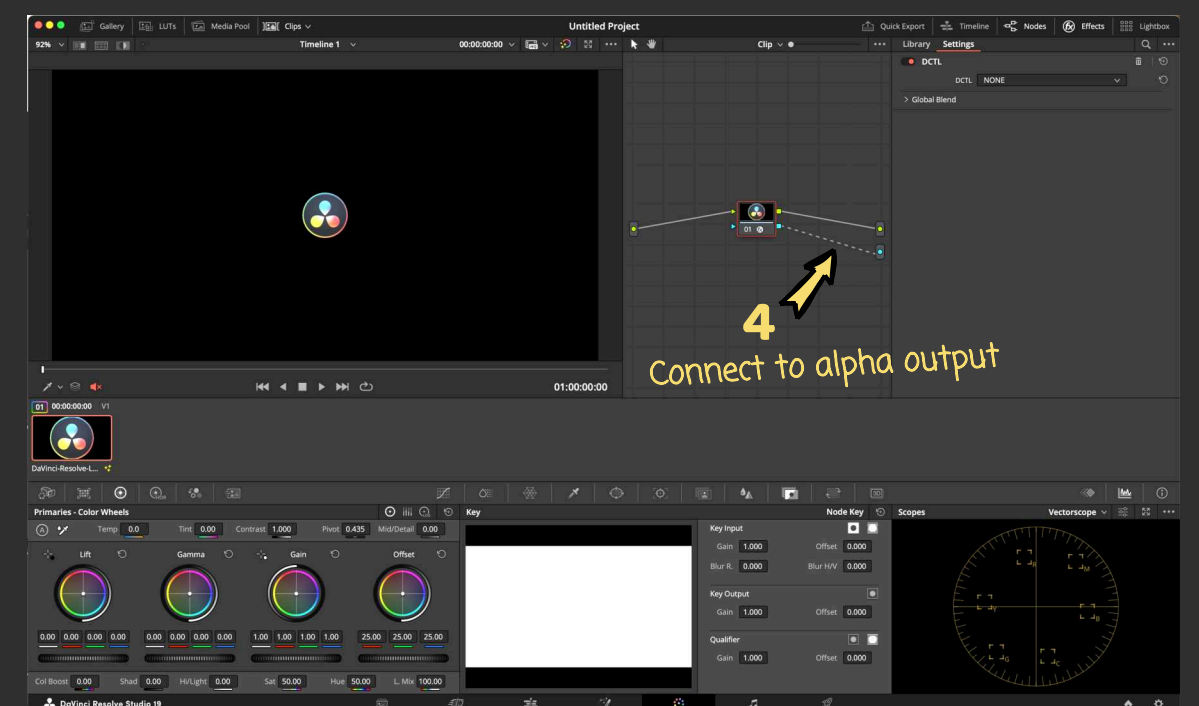 Gallery LUTs Media Pool Clips Untitled Project Quick Export Timeline Nodes Effects Lightbox
92% Timeline 1 00:00:00:00 Clip Library Settings
DCTL
DCTL NONE
Global Blend
01
4
Connect to alpha output
01:00:00:00
01 00:00:00:00 V1
DaVinci-Resolve-L...
Primaries - Color Wheels Key Node Key Scopes Vectorscope
A Temp 0.0 Tint 0.00 Contrast 1.000 Pivot 0.435 Mid/Detail 0.00 Key Input
Lift Gamma Gain Offset Gain 1.000 Offset 0.000
Blur R. 0.000 Blur H/V 0.000
Key Output
Gain 1.000 Offset 0.000
0.00 0.00 0.00 0.00 0.00 0.00 0.00 0.00 1.00 1.00 1.00 1.00 25.00 25.00 25.00 Qualifier
Gain 1.000 Offset 0.000
Col Boost 0.00 Shad 0.00 Hi/Light 0.00 Sat 50.00 Hue 50.00 L. Mix 100.00
R M Y B G C
DaVinci Resolve Studio 19